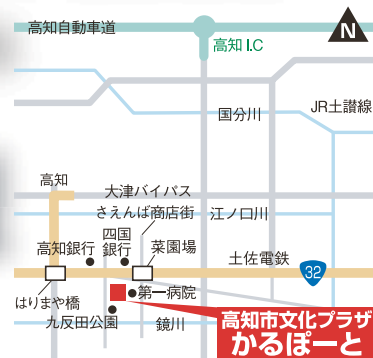 高知自動車道
N
高知 I.C
国分川
JR土讃線
高知
大津バイパス
さえんば商店街
江ノ口川
四国
銀行
高知銀行
菜園場
土佐電鉄
32
はりまや橋
第一病院
九反田公園
鏡川
高知市文化プラザ
かるぽーと